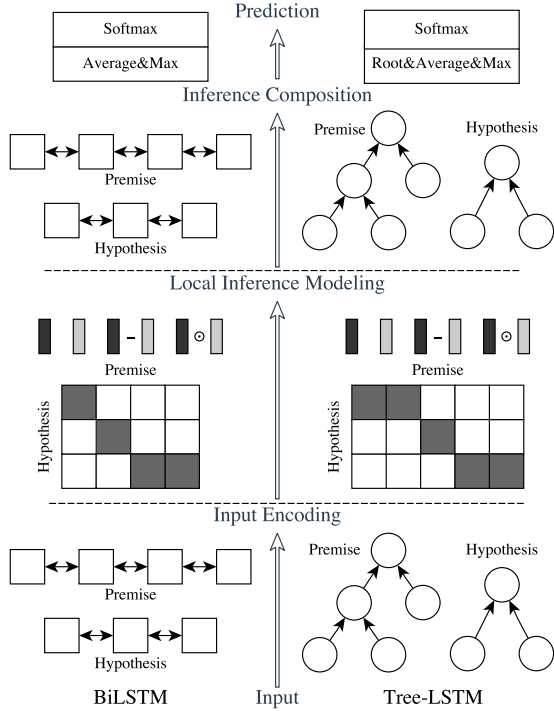 Prediction
Softmax
Average&Max
Softmax
Root&Average&Max
Inference Composition
Premise
Hypothesis
Premise
Hypothesis
Local Inference Modeling
–
⊙
–
⊙
Premise
Premise
Hypothesis
Hypothesis
Input Encoding
Premise
Hypothesis
Premise
Hypothesis
BiLSTM
Input
Tree-LSTM